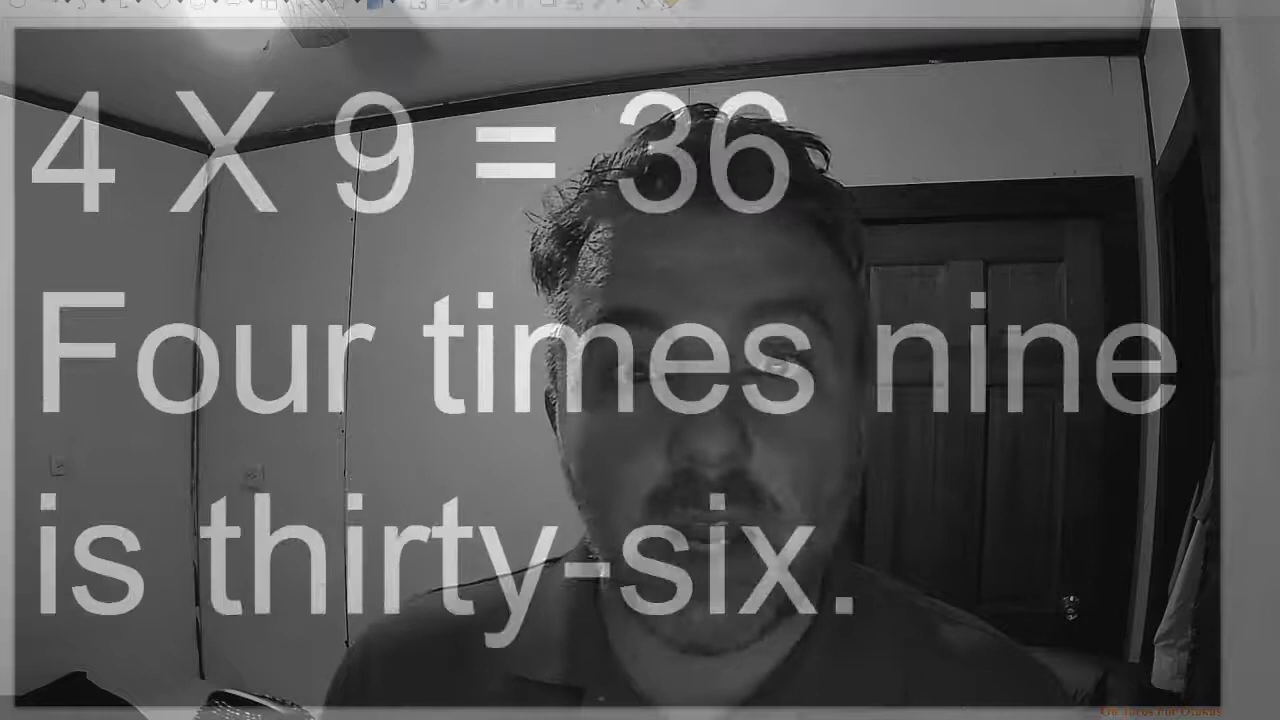 4 X 9 = 36
Four times nine
is thirty-six.